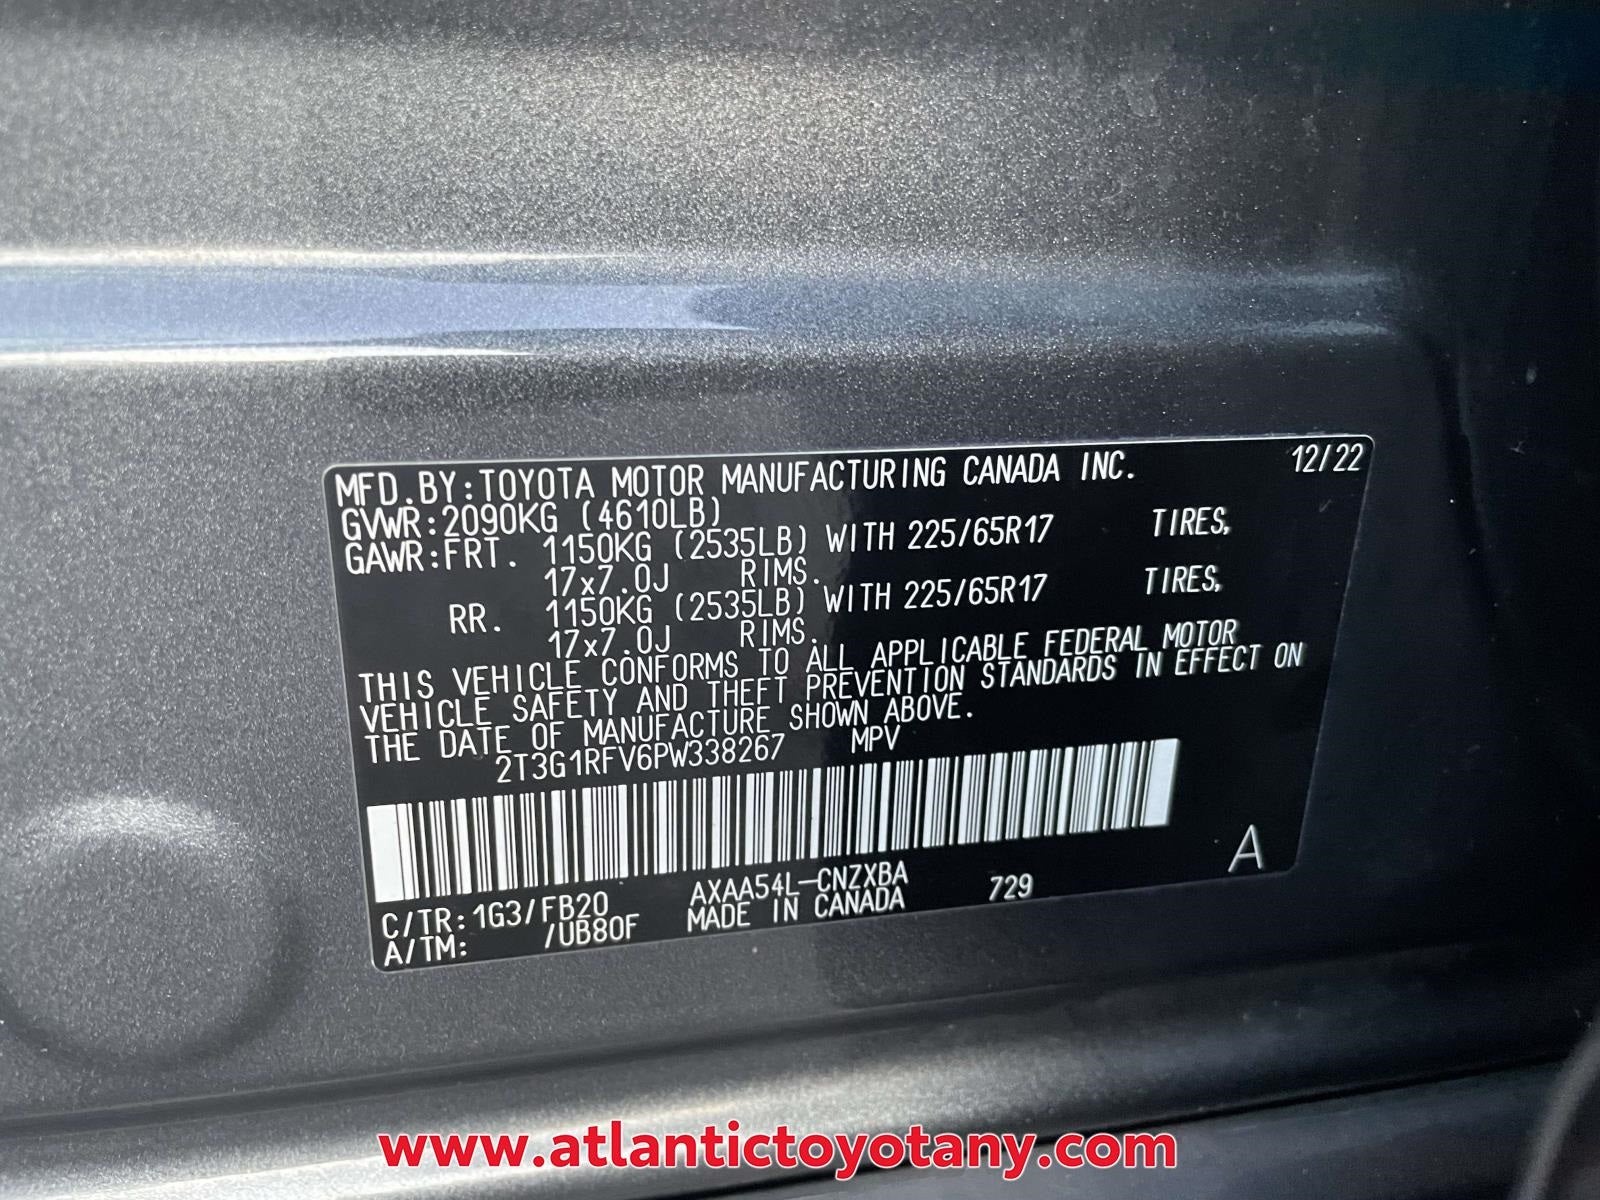 MFD.BY:TOYOTA MOTOR MANUFACTURING CANADA INC. 12/22
GVWR:2090KG (4610LB)
GAWR:FRT. 1150KG (2535LB) WITH 225/65R17 TIRES,
17x7.0J RIMS.
RR. 1150KG (2535LB) WITH 225/65R17 TIRES,
17x7.0J RIMS.
THIS VEHICLE CONFORMS TO ALL APPLICABLE FEDERAL MOTOR
VEHICLE SAFETY AND THEFT PREVENTION STANDARDS IN EFFECT ON
THE DATE OF MANUFACTURE SHOWN ABOVE.
2T3G1RFV6PW338267 MPV
A
C/TR:1G3/FB20 AXAA54L-CNZXBA 729
A/TM: /UB80F MADE IN CANADA
www.atlantictoyotany.com